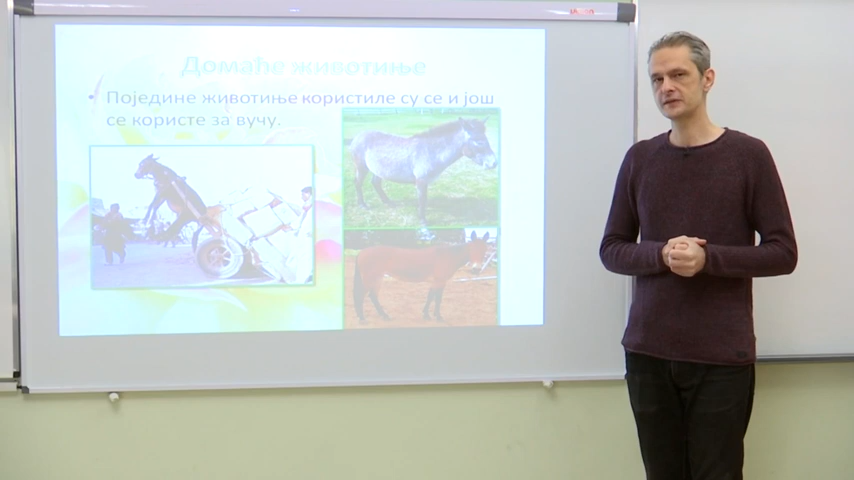 Домаће животиње
• Поједине животиње користиле су се и још
се користе за вучу.